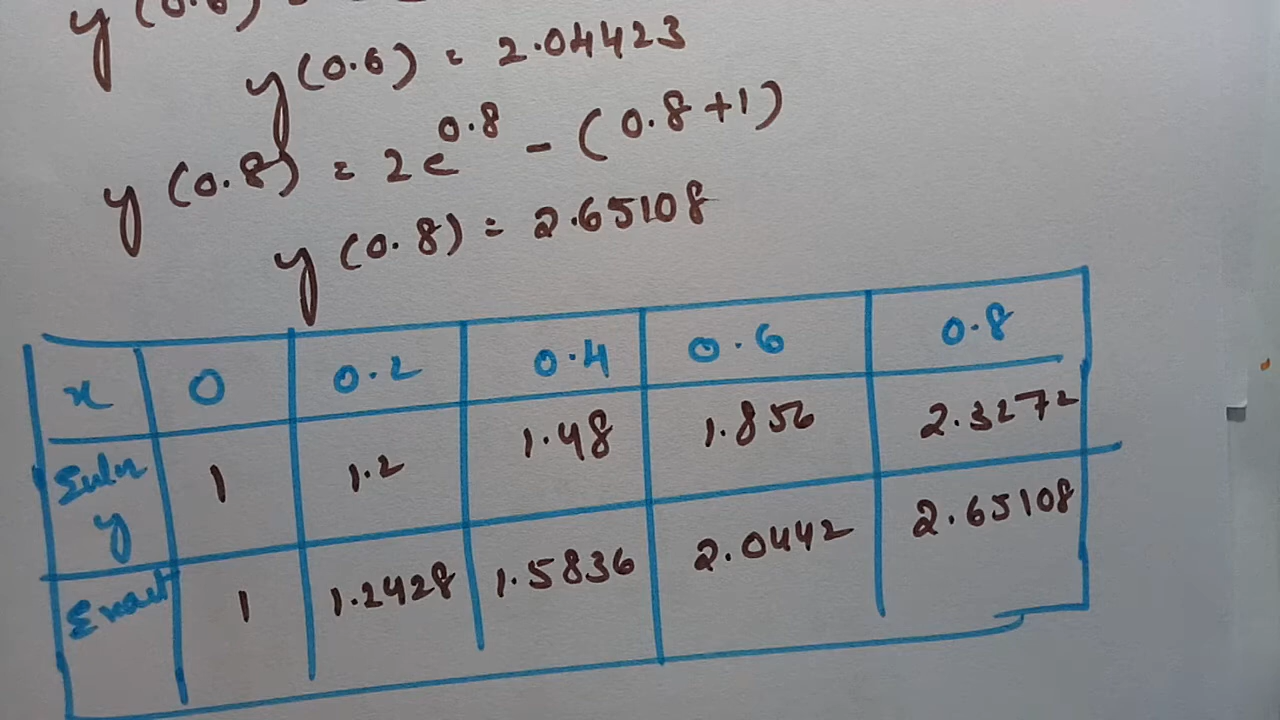 y(0.6) =
y(0.6) = 2.04423
y(0.8) = 2e^0.8 - (0.8+1)
y(0.8) = 2.65108
x 0 0.2 0.4 0.6 0.8
Euler y 1 1.2 1.48 1.856 2.3272
Exact 1 1.2428 1.5836 2.0442 2.65108